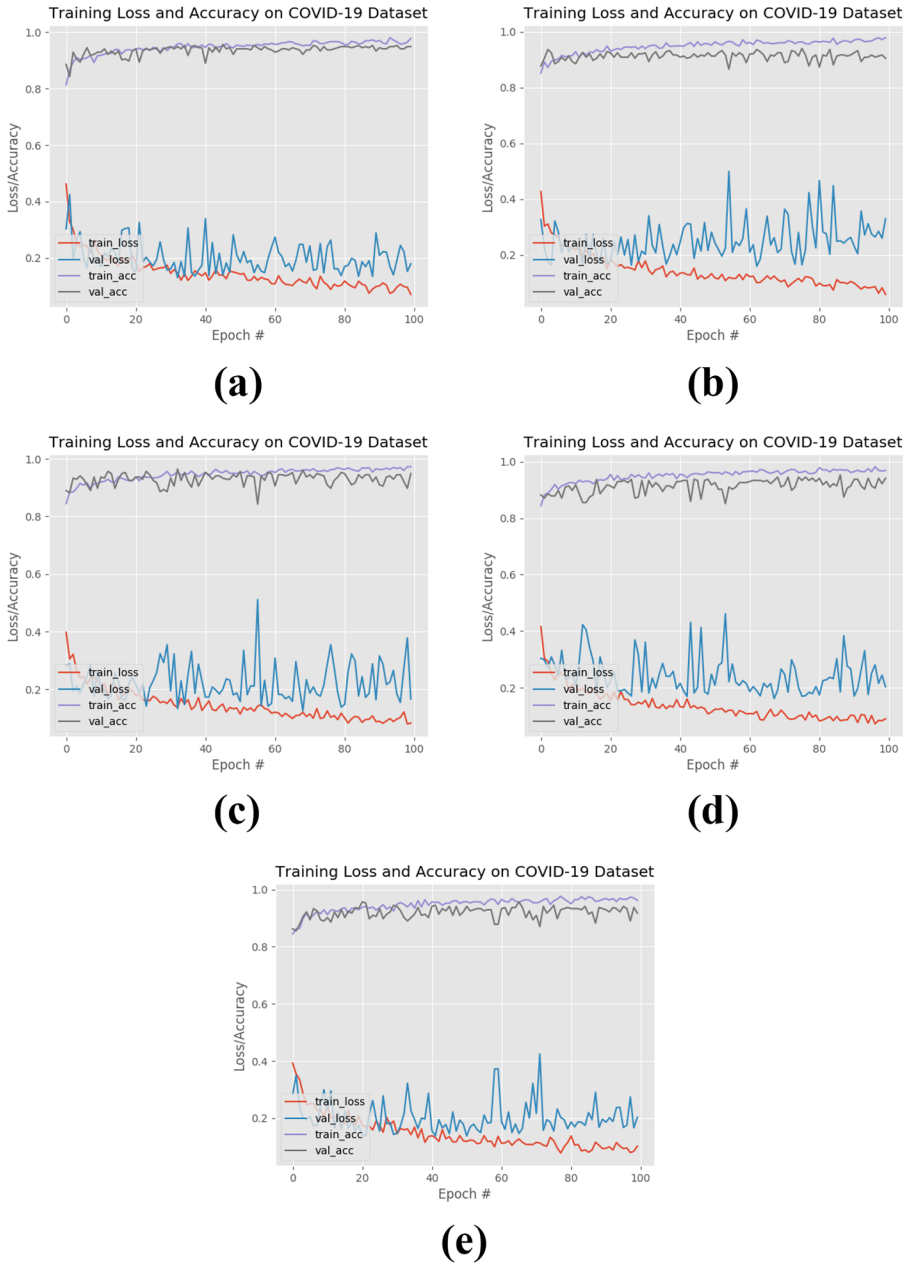 Training Loss and Accuracy on COVID-19 Dataset
1.0
0.8
0.6
0.4
0.2
Loss/Accuracy
train_loss
val_loss
train_acc
val_acc
0 20 40 60 80 100
Epoch #
(a)
Training Loss and Accuracy on COVID-19 Dataset
1.0
0.8
0.6
0.4
0.2
Loss/Accuracy
train_loss
val_loss
train_acc
val_acc
0 20 40 60 80 100
Epoch #
(b)
Training Loss and Accuracy on COVID-19 Dataset
1.0
0.8
0.6
0.4
0.2
Loss/Accuracy
train_loss
val_loss
train_acc
val_acc
0 20 40 60 80 100
Epoch #
(c)
Training Loss and Accuracy on COVID-19 Dataset
1.0
0.8
0.6
0.4
0.2
Loss/Accuracy
train_loss
val_loss
train_acc
val_acc
0 20 40 60 80 100
Epoch #
(d)
Training Loss and Accuracy on COVID-19 Dataset
1.0
0.8
0.6
0.4
0.2
Loss/Accuracy
train_loss
val_loss
train_acc
val_acc
0 20 40 60 80 100
Epoch #
(e)